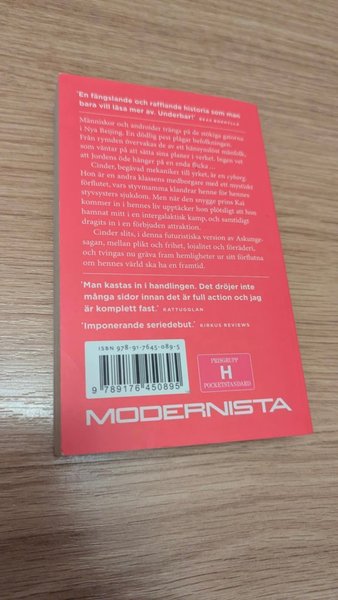 'En fängslande och rafflande historia som man
bara vill läsa mer av. Underbar!' DEAR BOOKFULS
Människor och androider trängs på de stökiga gatorna
i Nya Beijing. En dödlig pest plågar befolkningen.
Från rymden övervakas de av ett hänsynslöst månfolk,
som väntar på att sätta sina planer i verket. Ingen vet
att Jordens öde hänger på en enda flicka ...
Cinder, begåvad mekaniker till yrket, är en cyborg.
Hon är en andra klassens medborgare med ett mystiskt
förflutet, vars styvmamma klandrar henne för hennes
styvsysters sjukdom. Men när den snygge prins Kai
kommer in i hennes liv upptäcker hon plötsligt att hon
hamnat mitt i en intergalaktisk kamp, och samtidigt
dragits in i en förbjuden attraktion.
Cinder slits, i denna futuristiska version av Askunge-
sagan, mellan plikt och frihet, lojalitet och förräderi,
och tvingas nu gräva fram hemligheter ur sitt förflutna
om hennes värld ska ha en framtid.
'Man kastas in i handlingen. Det dröjer inte
många sidor innan det är full action och jag
är komplett fast.' KATTUGGLAN
'Imponerande seriedebut.' KIRKUS REVIEWS
ISBN 978-91-7645-089-5
9 789176 450895
PRISGRUPP
H
POCKETSTANDARD
MODERNISTA